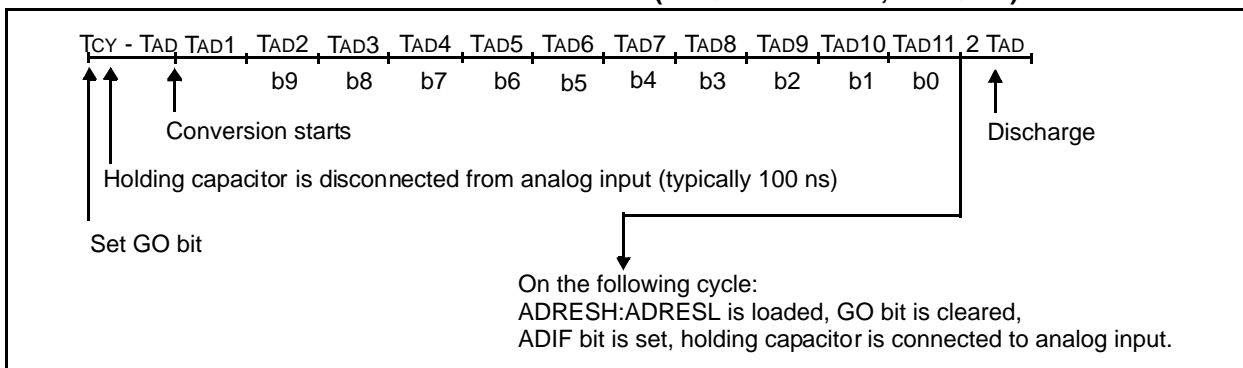 TCY - TAD TAD1 TAD2 TAD3 TAD4 TAD5 TAD6 TAD7 TAD8 TAD9 TAD10 TAD11 2 TAD
b9 b8 b7 b6 b5 b4 b3 b2 b1 b0
Conversion starts
Discharge
Holding capacitor is disconnected from analog input (typically 100 ns)
Set GO bit
On the following cycle:
ADRESH:ADRESL is loaded, GO bit is cleared,
ADIF bit is set, holding capacitor is connected to analog input.